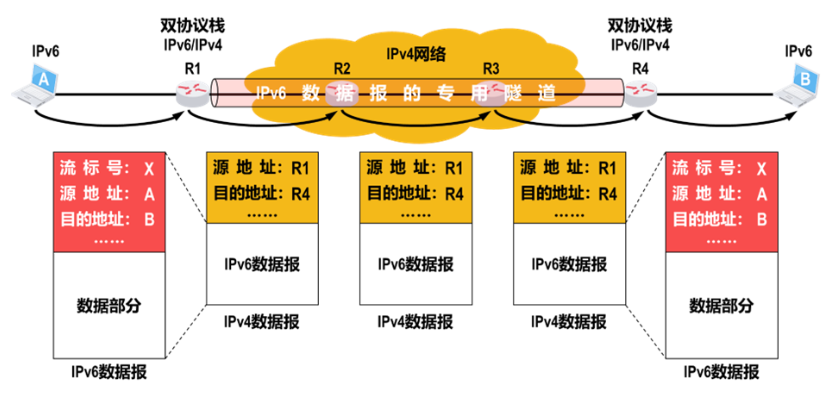 双协议栈
IPv6/IPv4
双协议栈
IPv6/IPv4
IPv6
IPv4网络
IPv6
R1
R2
R3
R4
A
B
IPv6 数 据 报 的 专 用 隧 道
流 标 号： X
源 地 址： A
目的地址： B
……
数据部分
IPv6数据报
源 地 址： R1
目的地址： R4
……
IPv6数据报
IPv4数据报
源 地 址： R1
目的地址： R4
……
IPv6数据报
IPv4数据报
源 地 址： R1
目的地址： R4
……
IPv6数据报
IPv4数据报
流 标 号： X
源 地 址： A
目的地址： B
……
数据部分
IPv6数据报